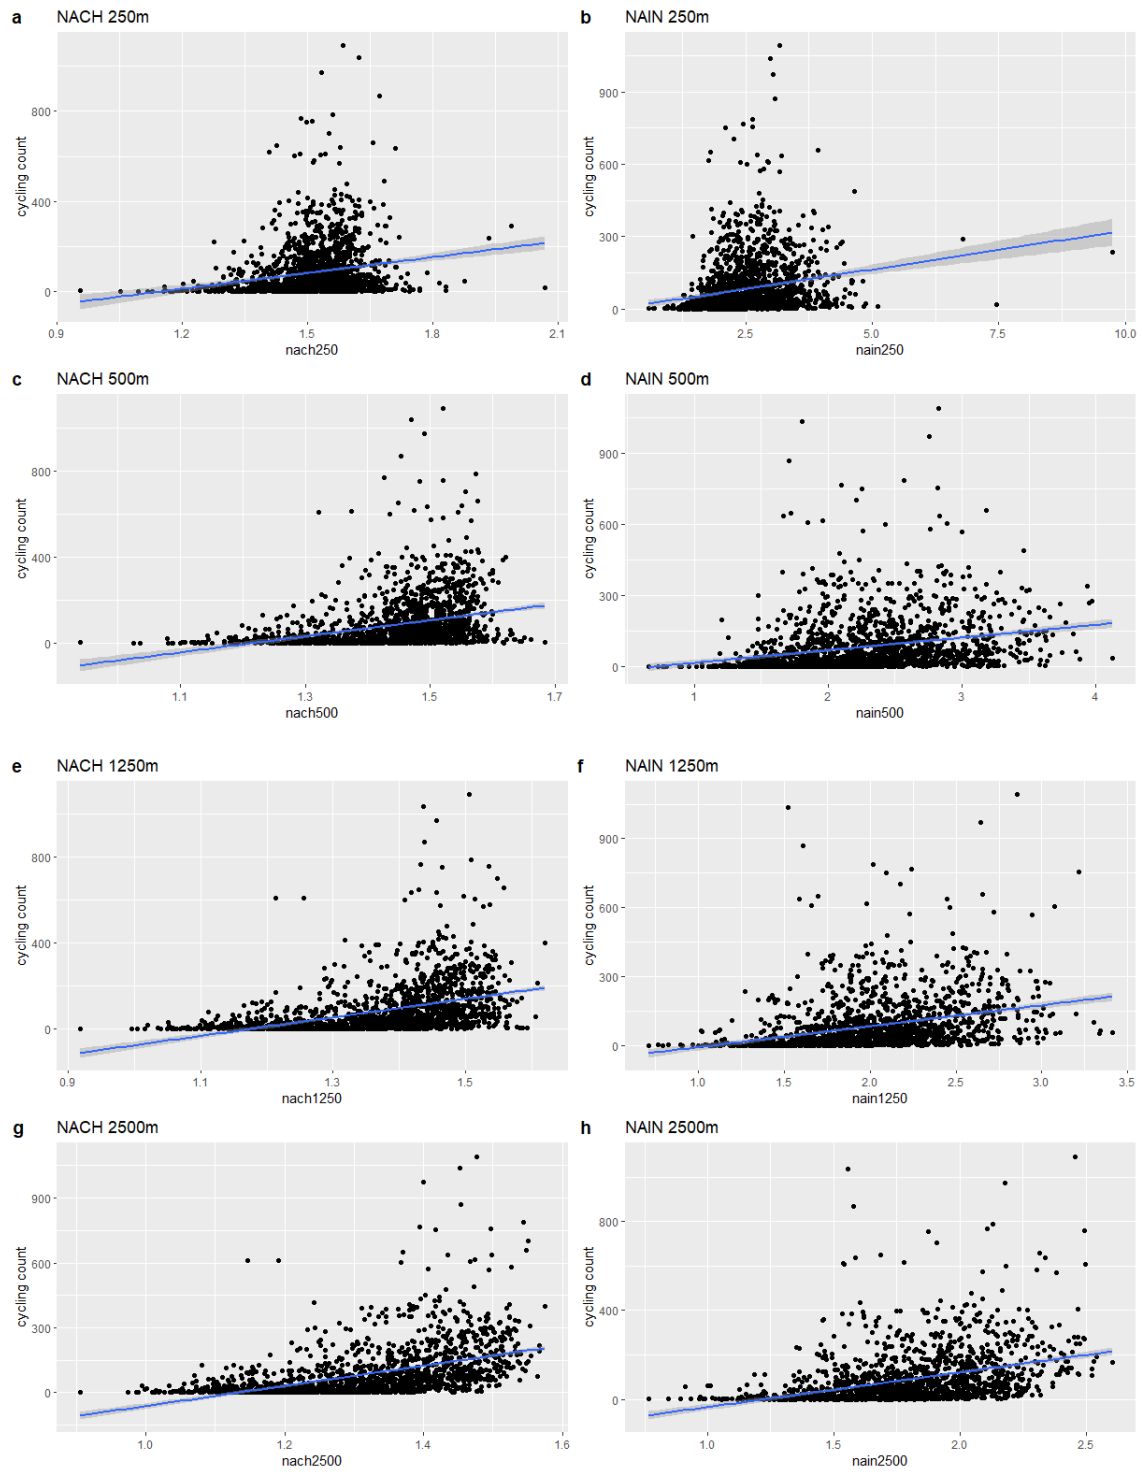 a NACH 250m
cycling count
800
400
0
0.9 1.2 1.5 1.8 2.1
nach250
b NAIN 250m
cycling count
900
600
300
0
2.5 5.0 7.5 10.0
nain250
c NACH 500m
cycling count
800
400
0
1.1 1.3 1.5 1.7
nach500
d NAIN 500m
cycling count
900
600
300
0
1 2 3 4
nain500
e NACH 1250m
cycling count
800
400
0
0.9 1.1 1.3 1.5
nach1250
f NAIN 1250m
cycling count
900
600
300
0
1.0 1.5 2.0 2.5 3.0 3.5
nain1250
g NACH 2500m
cycling count
900
600
300
0
1.0 1.2 1.4 1.6
nach2500
h NAIN 2500m
cycling count
800
400
0
1.0 1.5 2.0 2.5
nain2500